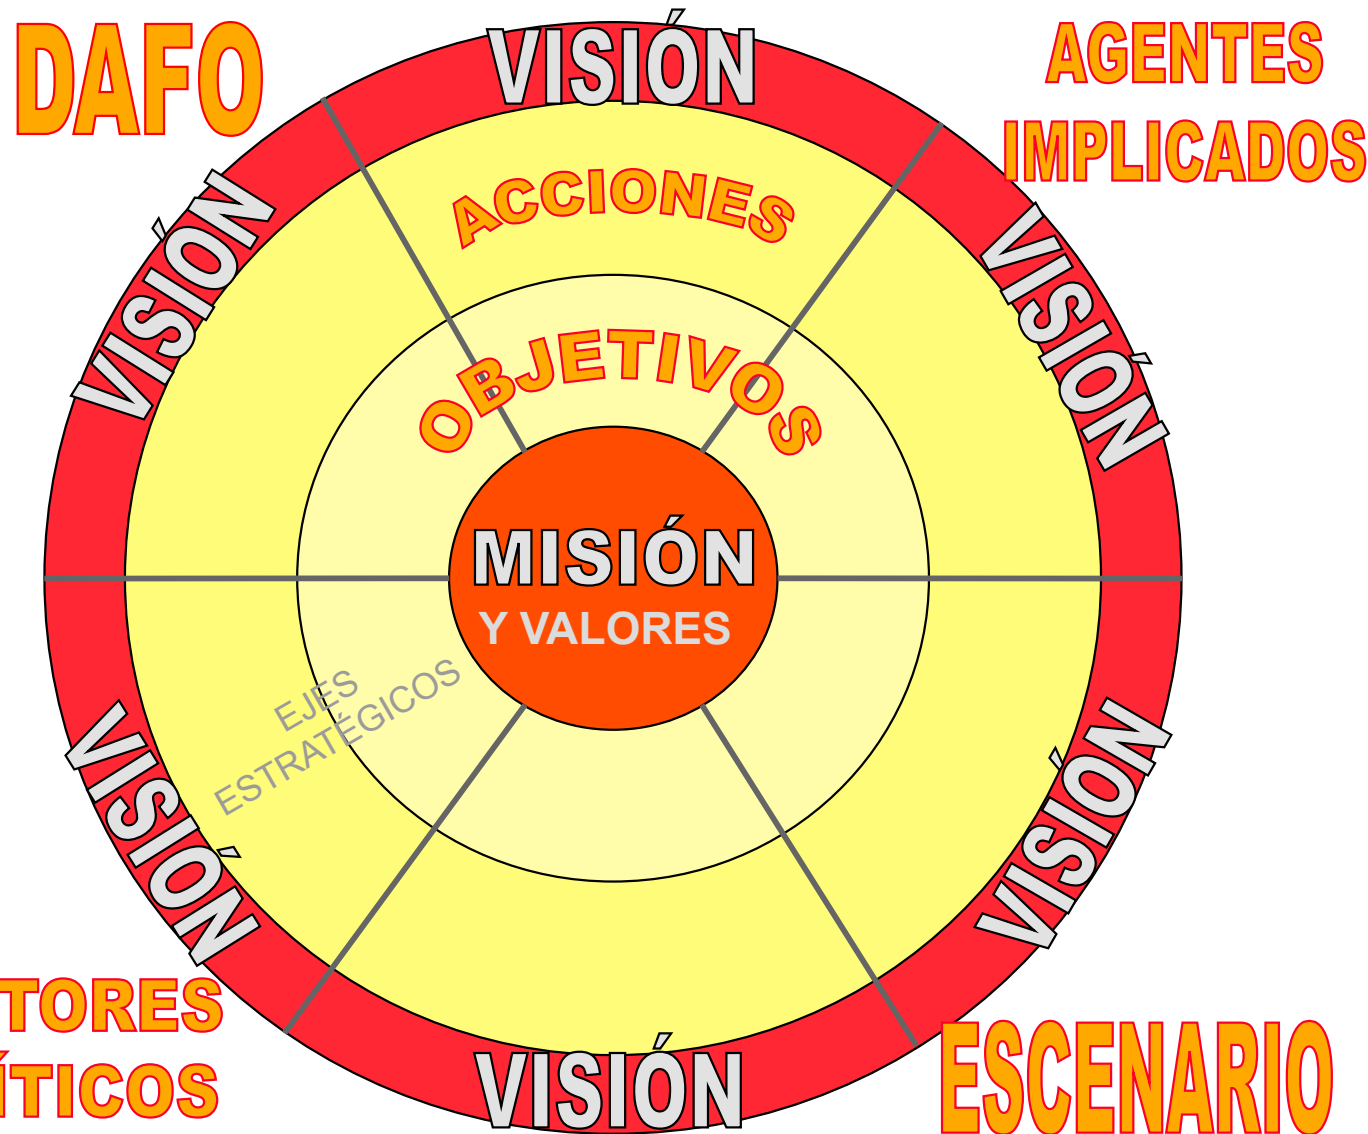 DAFO
VISIÓN
AGENTES
IMPLICADOS
ACCIONES
VISIÓN
VISIÓN
OBJETIVOS
MISIÓN
Y VALORES
EJES
ESTRATÉGICOS
VISIÓN
VISIÓN
TORES
ÍTICOS
VISIÓN
ESCENARIO